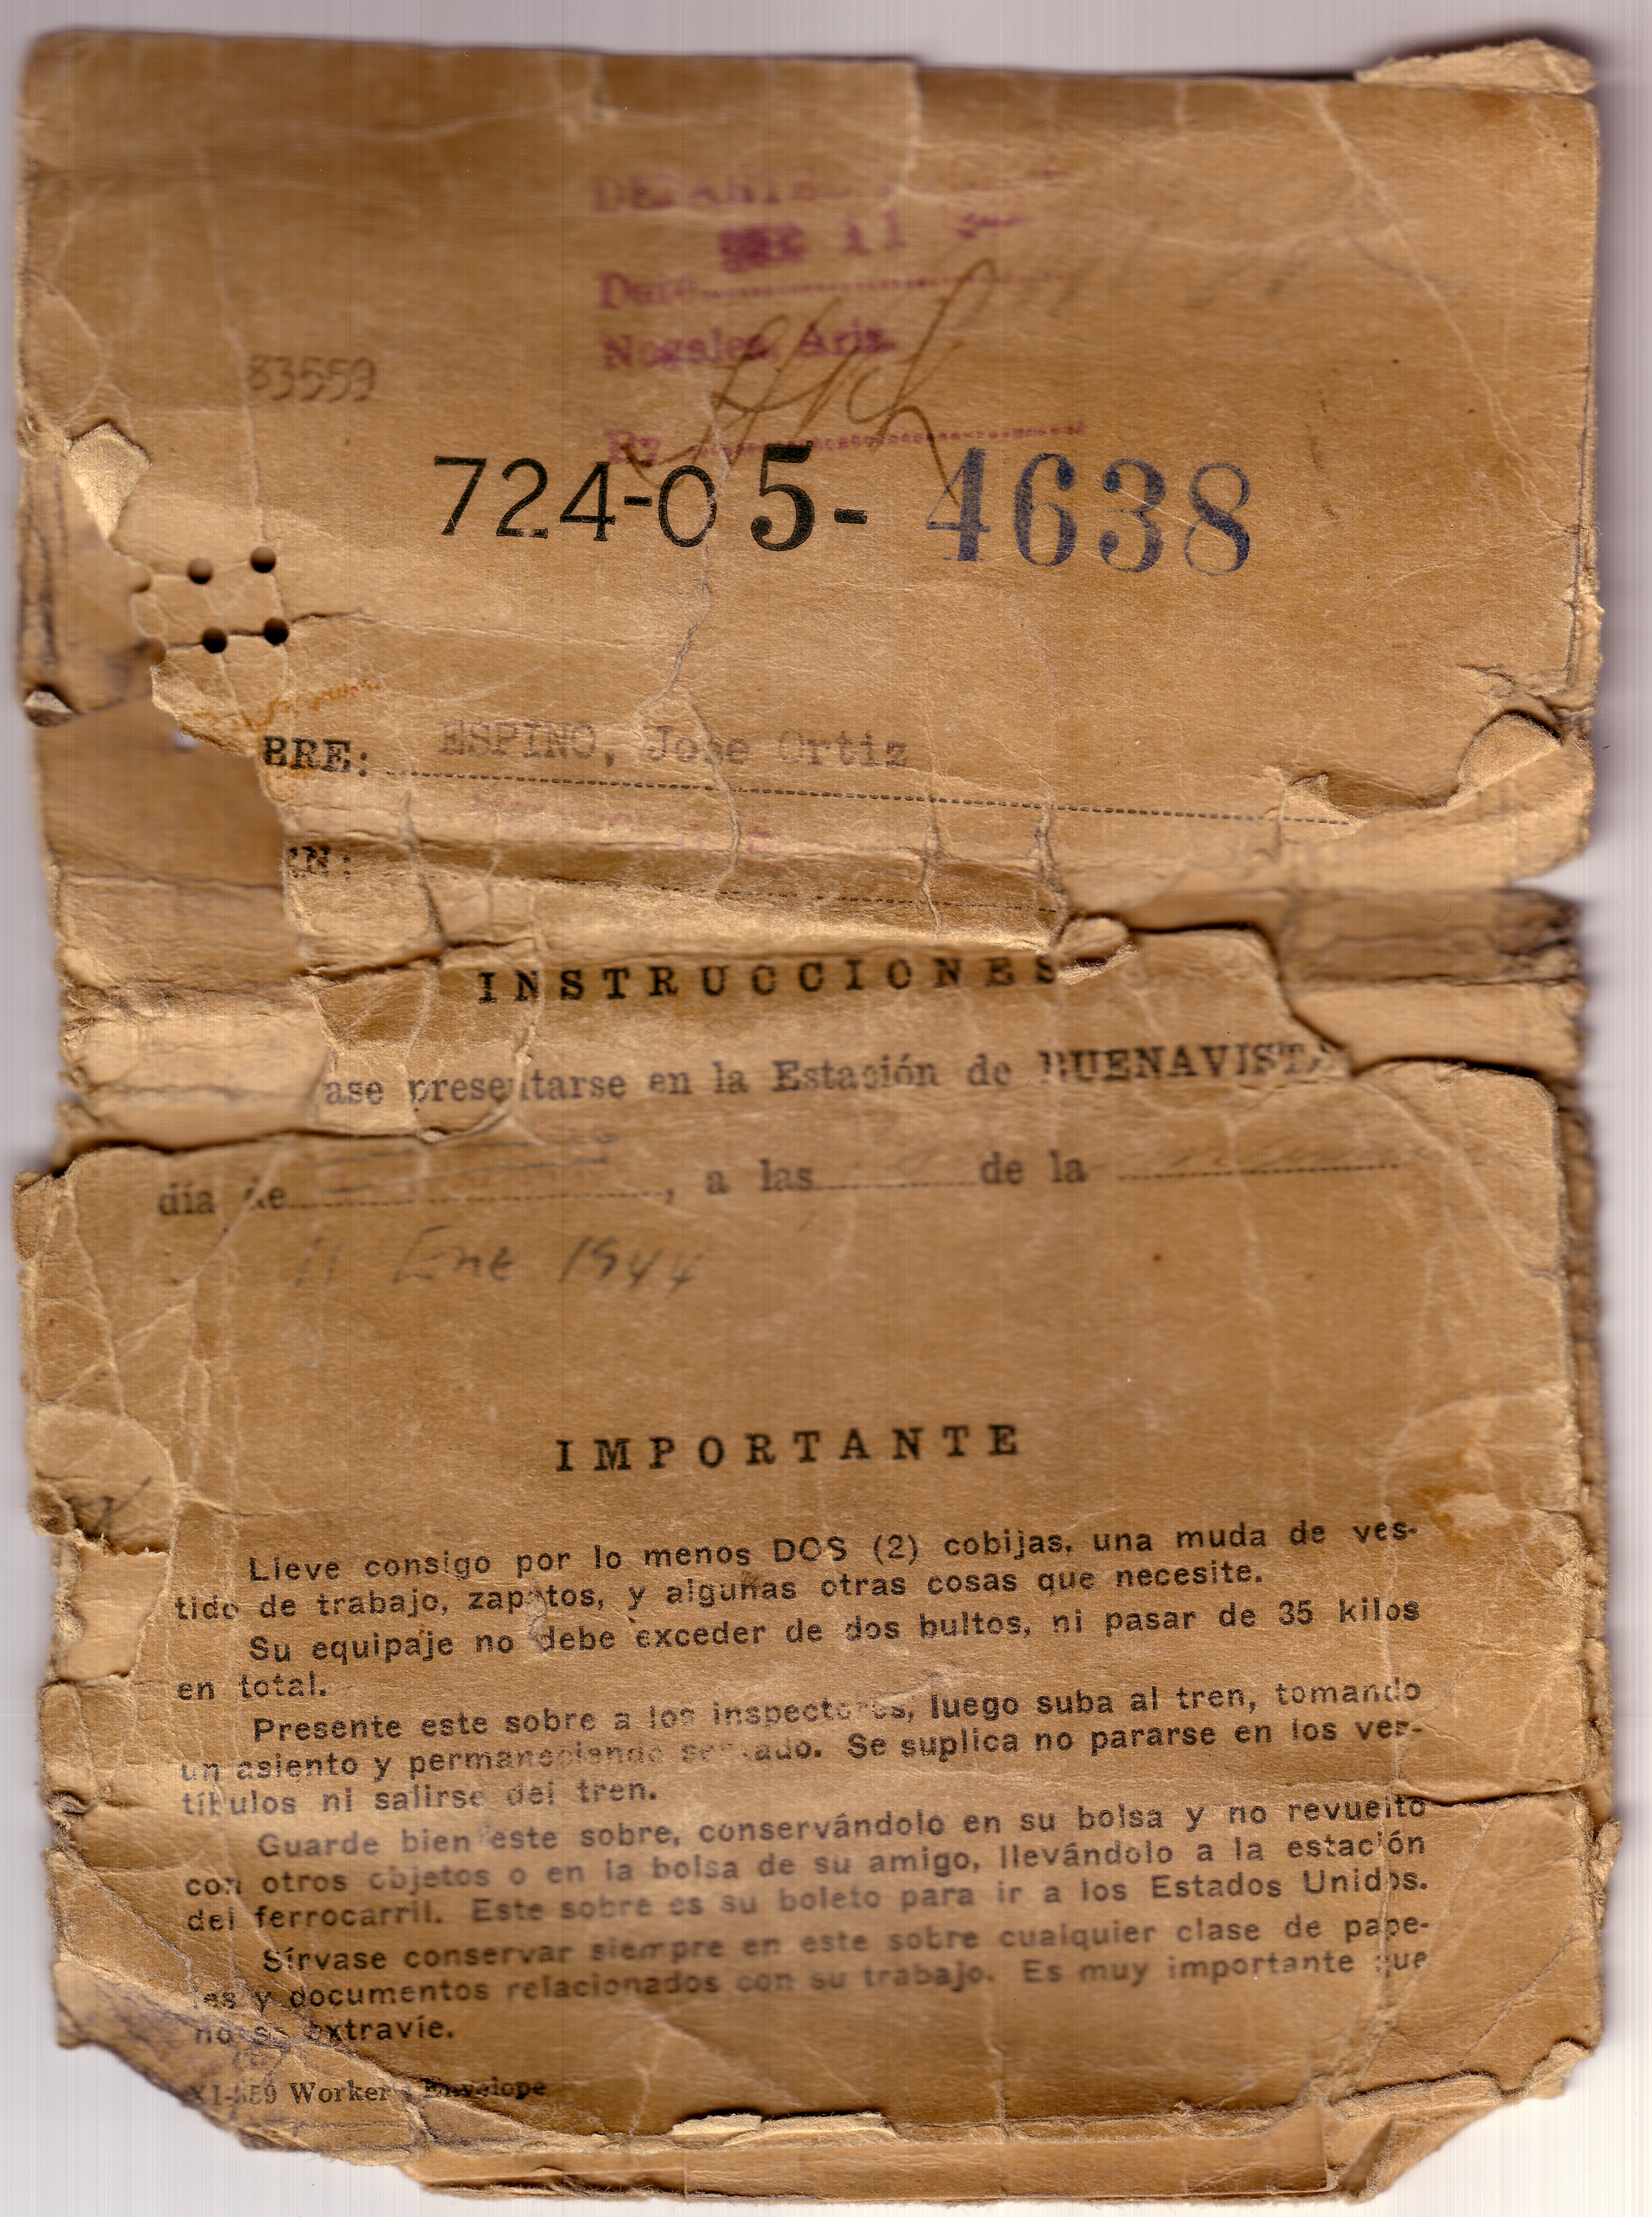 DEC 11
Date
Nogales, Ariz.
83559
By
724-05-4638
BRE: ESPINO, Jose Ortiz
EN:
INSTRUCCIONES
ase presentarse en la Estación de BUENAVISTA
día de , a las de la
11 Ene 1944
IMPORTANTE
Lleve consigo por lo menos DOS (2) cobijas, una muda de ves-
tido de trabajo, zapatos, y algunas otras cosas que necesite.
Su equipaje no debe exceder de dos bultos, ni pasar de 35 kilos
en total.
Presente este sobre a los inspectores, luego suba al tren, tomando
un asiento y permaneciendo sentado. Se suplica no pararse en los ves-
tíbulos ni salirse del tren.
Guarde bien este sobre, conservándolo en su bolsa y no revuelto
con otros objetos o en la bolsa de su amigo, llevándolo a la estación
del ferrocarril. Este sobre es su boleto para ir a los Estados Unidos.
Sírvase conservar siempre en este sobre cualquier clase de pape-
les y documentos relacionados con su trabajo. Es muy importante que
no se extravíe.
Worker's Envelope